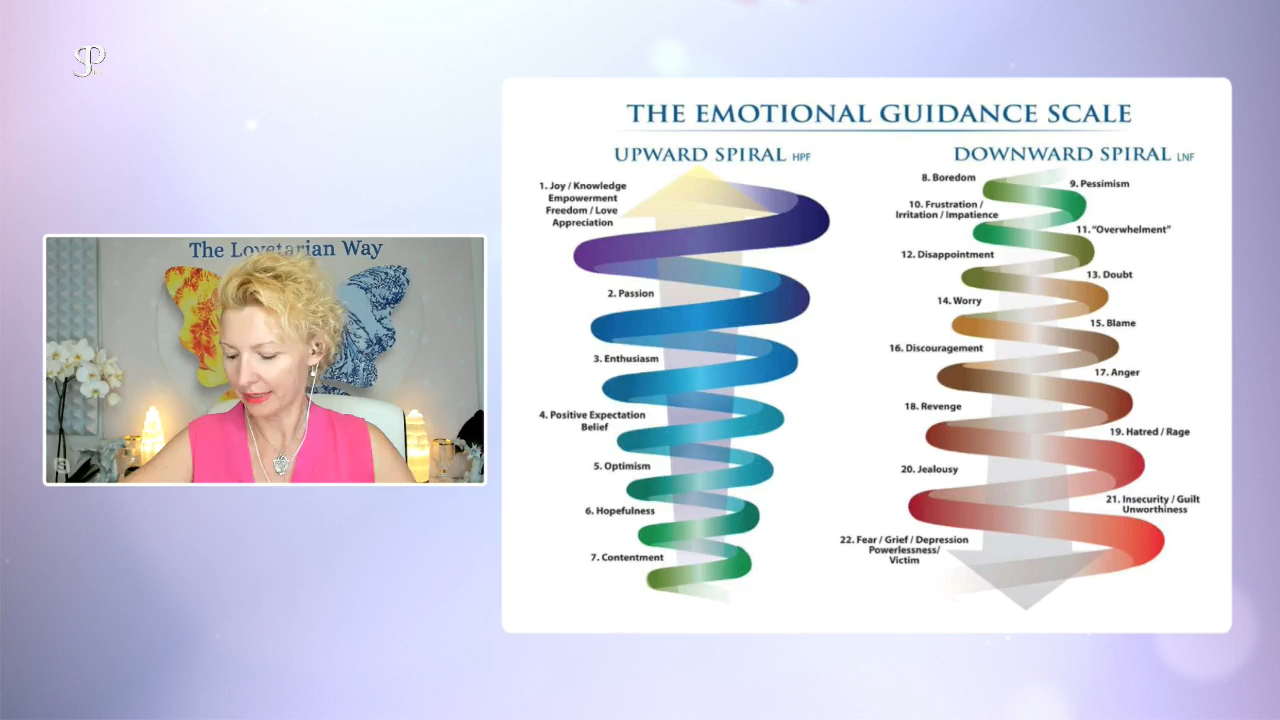 SP
The Lovetarian Way
THE EMOTIONAL GUIDANCE SCALE
UPWARD SPIRAL HPF
1. Joy / Knowledge
Empowerment
Freedom / Love
Appreciation
2. Passion
3. Enthusiasm
4. Positive Expectation
Belief
5. Optimism
6. Hopefulness
7. Contentment
DOWNWARD SPIRAL LNF
8. Boredom
9. Pessimism
10. Frustration /
Irritation / Impatience
11. “Overwhelment”
12. Disappointment
13. Doubt
14. Worry
15. Blame
16. Discouragement
17. Anger
18. Revenge
19. Hatred / Rage
20. Jealousy
21. Insecurity / Guilt
Unworthiness
22. Fear / Grief / Depression
Powerlessness/
Victim